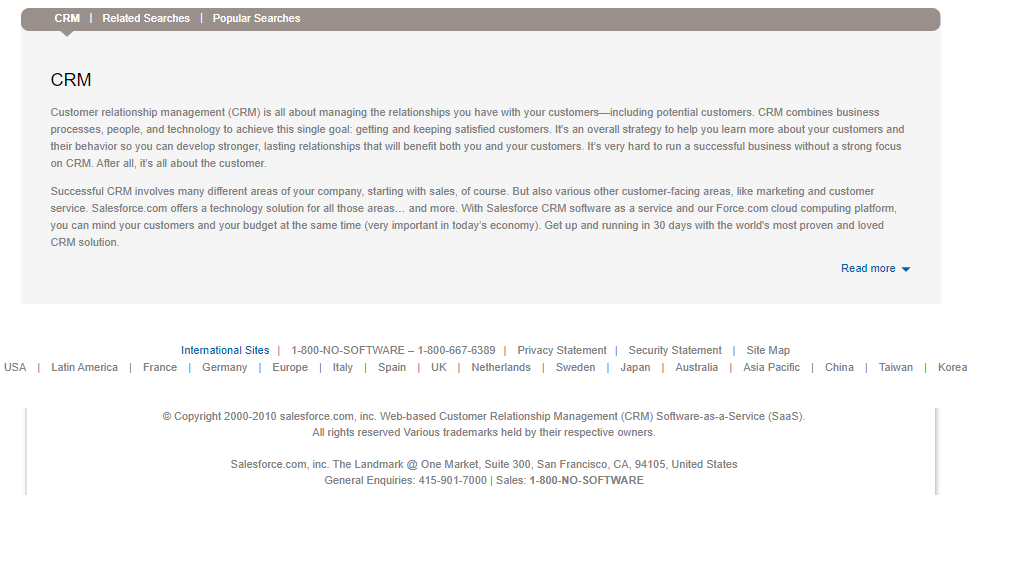 CRM | Related Searches | Popular Searches
CRM
Customer relationship management (CRM) is all about managing the relationships you have with your customers—including potential customers. CRM combines business
processes, people, and technology to achieve this single goal: getting and keeping satisfied customers. It's an overall strategy to help you learn more about your customers and
their behavior so you can develop stronger, lasting relationships that will benefit both you and your customers. It's very hard to run a successful business without a strong focus
on CRM. After all, it's all about the customer.
Successful CRM involves many different areas of your company, starting with sales, of course. But also various other customer-facing areas, like marketing and customer
service. Salesforce.com offers a technology solution for all those areas… and more. With Salesforce CRM software as a service and our Force.com cloud computing platform,
you can mind your customers and your budget at the same time (very important in today's economy). Get up and running in 30 days with the world's most proven and loved
CRM solution.
Read more
International Sites | 1-800-NO-SOFTWARE – 1-800-667-6389 | Privacy Statement | Security Statement | Site Map
USA | Latin America | France | Germany | Europe | Italy | Spain | UK | Netherlands | Sweden | Japan | Australia | Asia Pacific | China | Taiwan | Korea
© Copyright 2000-2010 salesforce.com, inc. Web-based Customer Relationship Management (CRM) Software-as-a-Service (SaaS).
All rights reserved Various trademarks held by their respective owners.
Salesforce.com, inc. The Landmark @ One Market, Suite 300, San Francisco, CA, 94105, United States
General Enquiries: 415-901-7000 | Sales: 1-800-NO-SOFTWARE